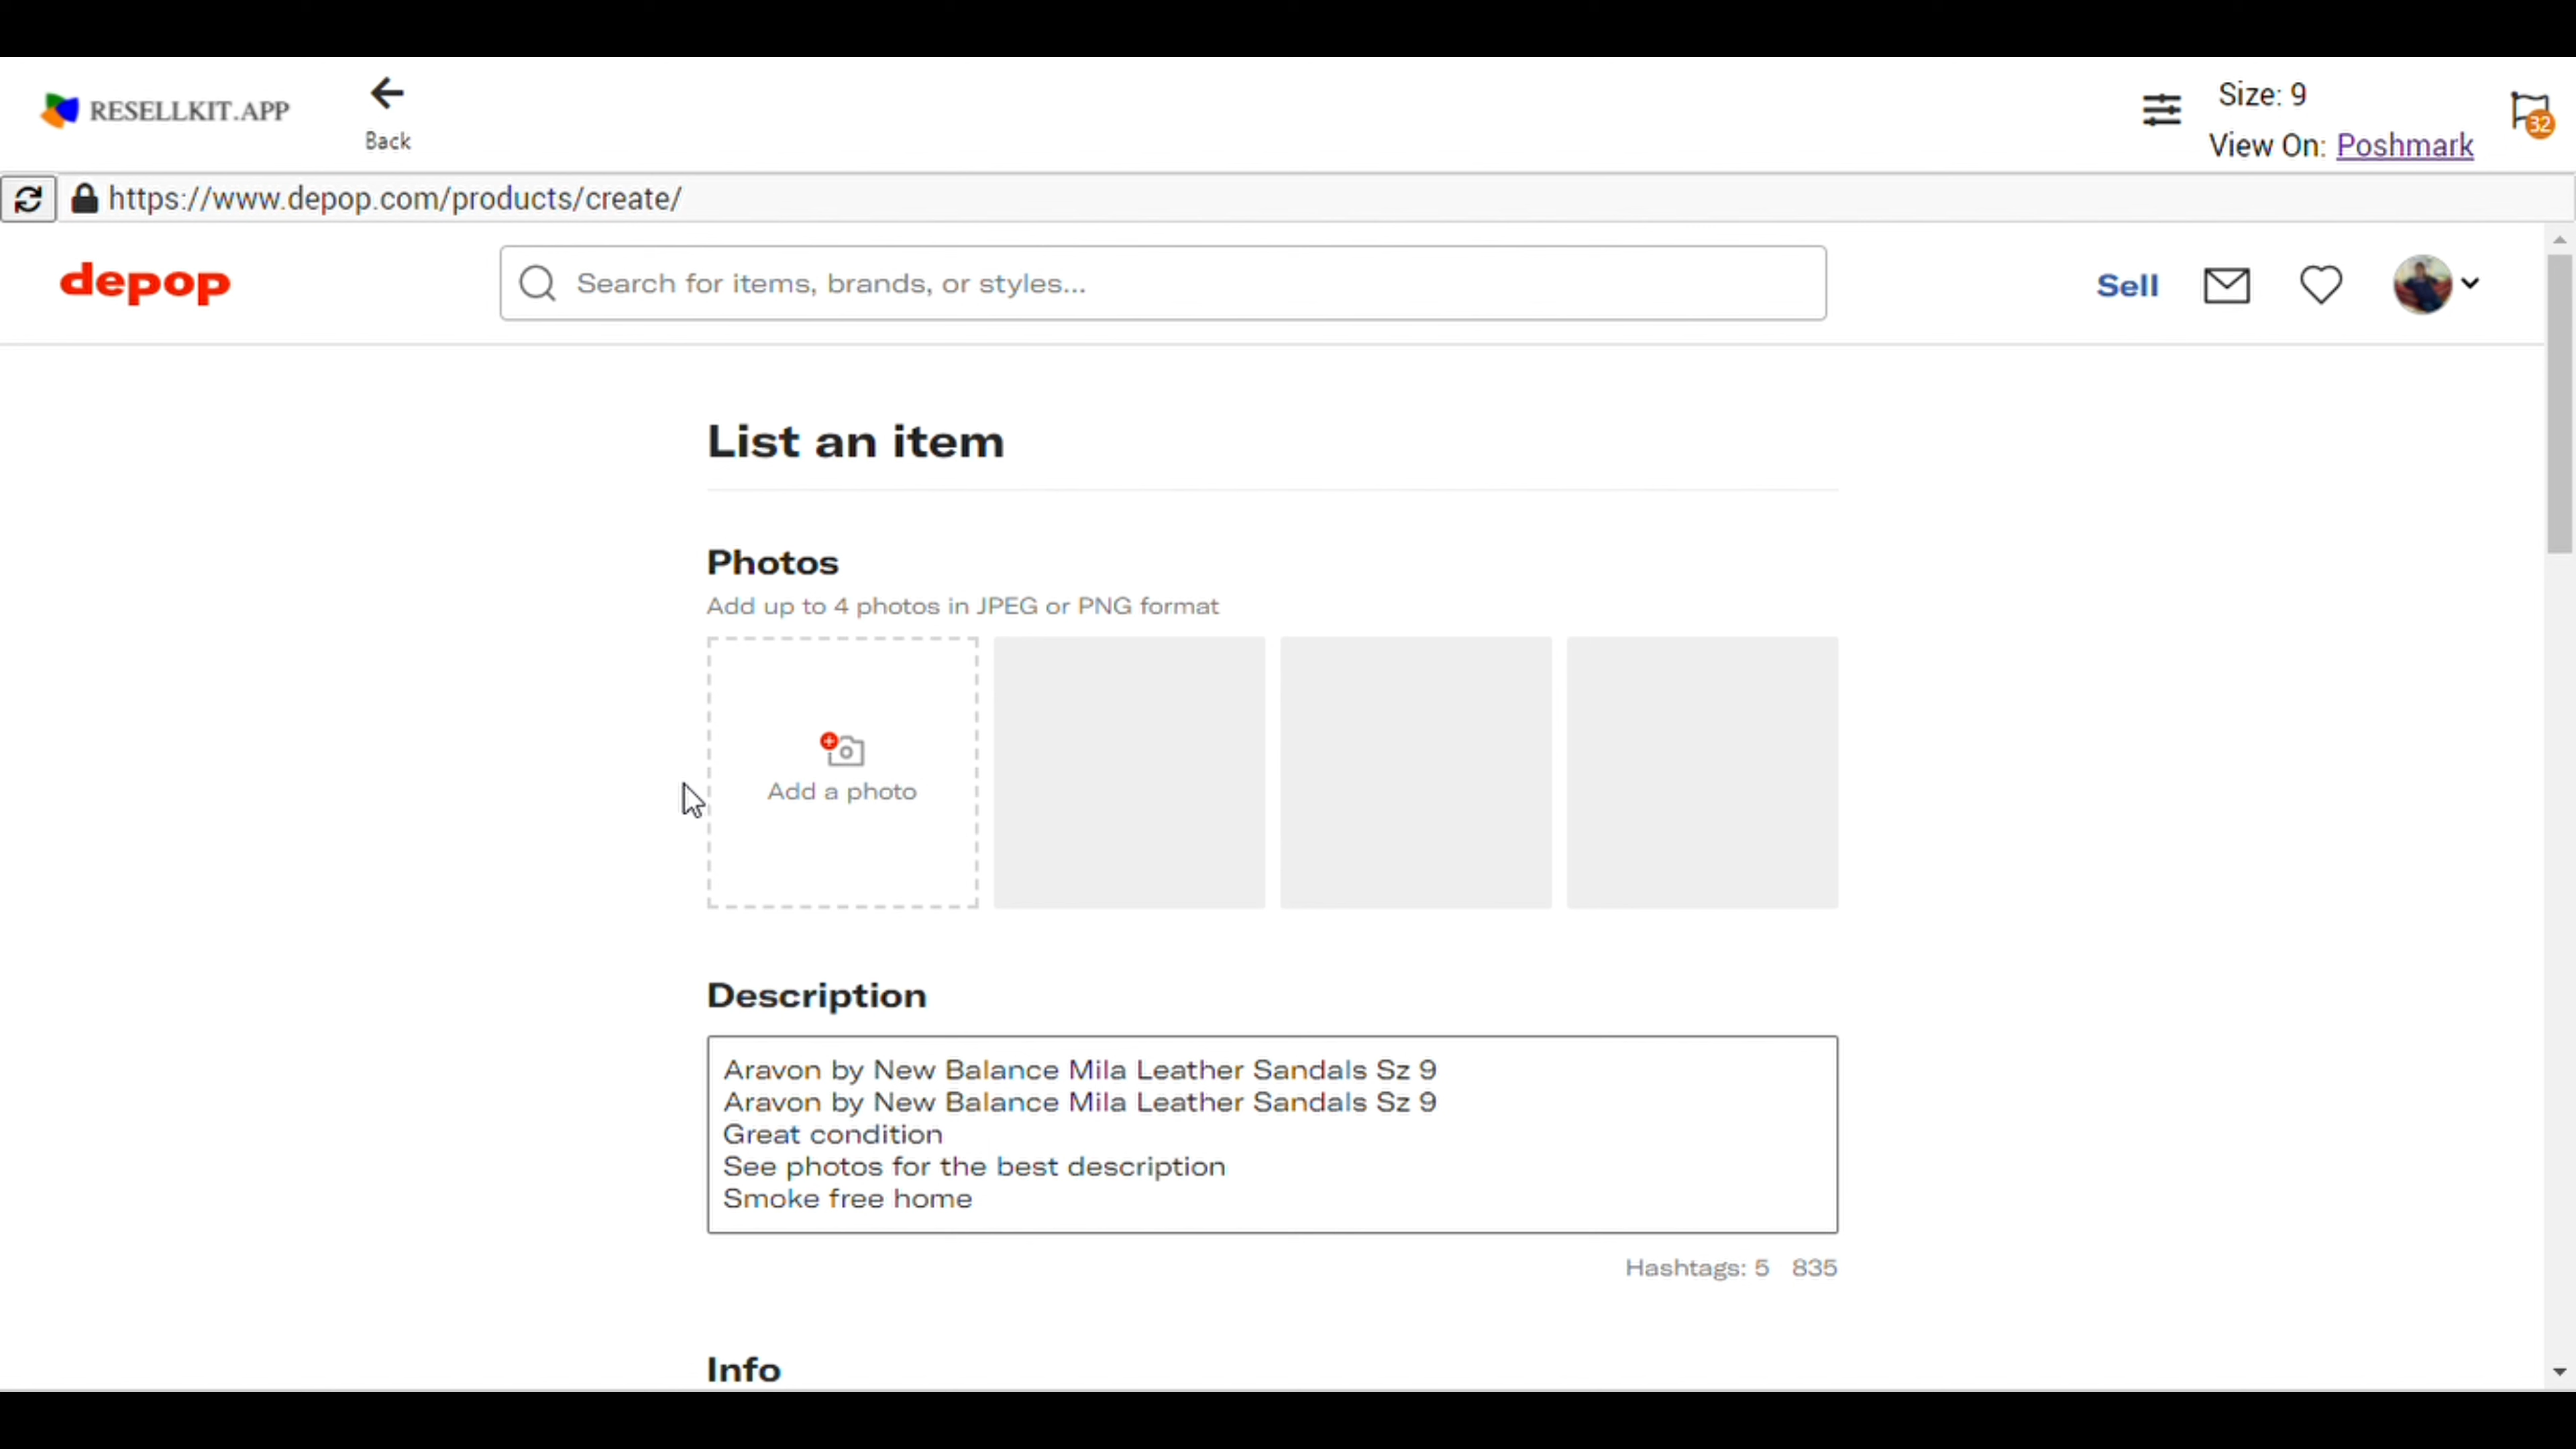 RESELLKIT.APP
Back
Size: 9
View On: Poshmark
32
https://www.depop.com/products/create/
depop
Search for items, brands, or styles...
Sell
List an item
Photos
Add up to 4 photos in JPEG or PNG format
Add a photo
Description
Aravon by New Balance Mila Leather Sandals Sz 9
Aravon by New Balance Mila Leather Sandals Sz 9
Great condition
See photos for the best description
Smoke free home
Hashtags: 5 835
Info